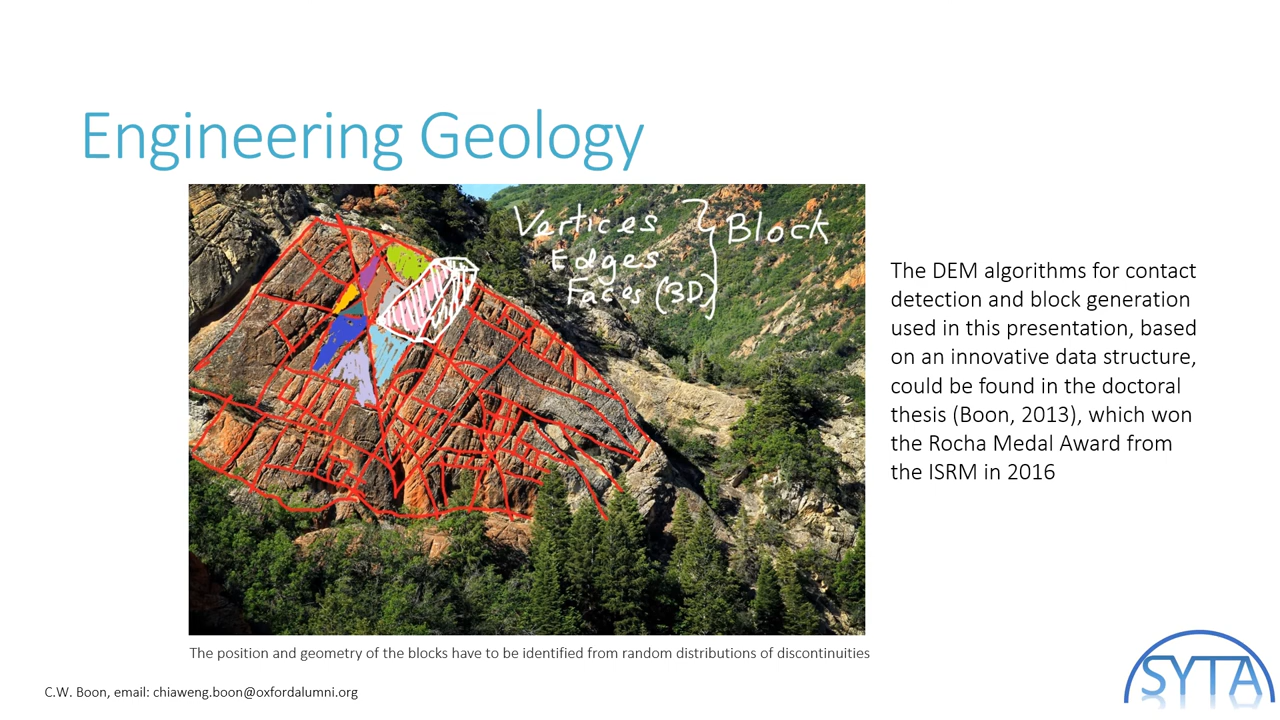 Engineering Geology
Vertices
Edges
Faces (3D)
Block
The DEM algorithms for contact
detection and block generation
used in this presentation, based
on an innovative data structure,
could be found in the doctoral
thesis (Boon, 2013), which won
the Rocha Medal Award from
the ISRM in 2016
The position and geometry of the blocks have to be identified from random distributions of discontinuities
C.W. Boon, email: chiaweng.boon@oxfordalumni.org
SYTA